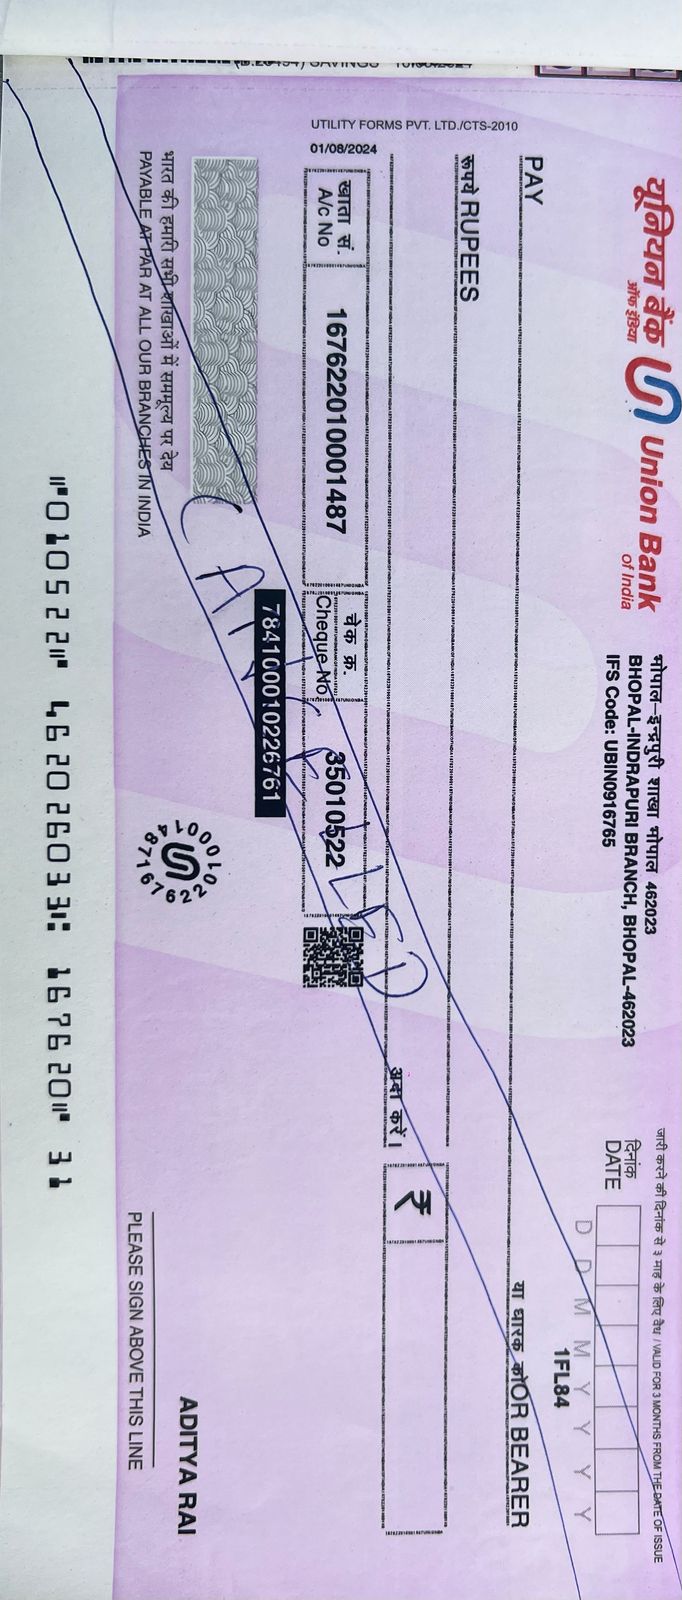 यूनियन बैंक
ऑफ इंडिया
Union Bank
of India
भोपाल-इन्द्रपुरी शाखा भोपाल 462023
BHOPAL-INDRAPURI BRANCH, BHOPAL-462023
IFS Code: UBIN0916765
जारी करने की दिनांक से ३ माह के लिए वैध / VALID FOR 3 MONTHS FROM THE DATE OF ISSUE
दिनांक
DATE
D D M M Y Y Y Y
1FL84
PAY
या धारक को OR BEARER
रूपये RUPEES
अदा करें ।
₹
UTILITY FORMS PVT. LTD./CTS-2010
01/08/2024
खाता सं.
A/c No
167622010001487
चेक क्र.
Cheque No
35010522
784100010226761
CANCELLED
भारत की हमारी सभी शाखाओं में सममूल्य पर देय
PAYABLE AT PAR AT ALL OUR BRANCHES IN INDIA
ADITYA RAI
PLEASE SIGN ABOVE THIS LINE
⑈010522⑈ 462026033⑆ 167620⑈ 31